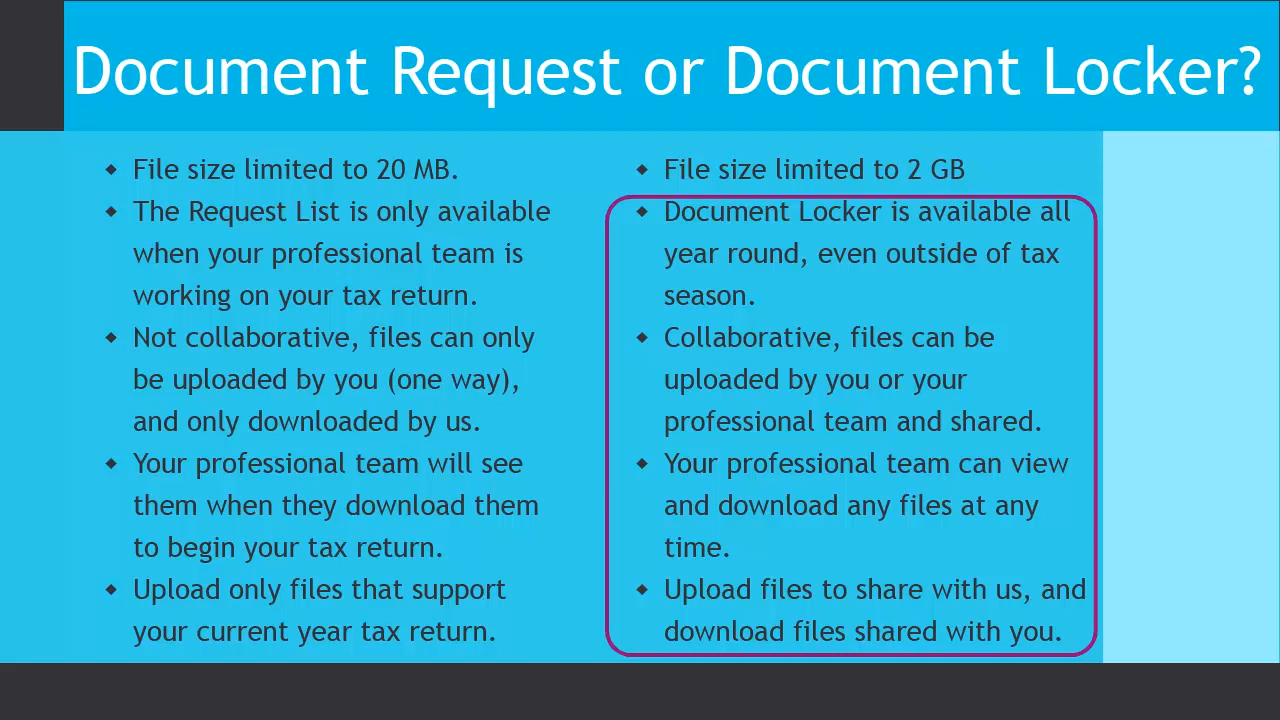 Document Request or Document Locker?
◆ File size limited to 20 MB.
◆ The Request List is only available
when your professional team is
working on your tax return.
◆ Not collaborative, files can only
be uploaded by you (one way),
and only downloaded by us.
◆ Your professional team will see
them when they download them
to begin your tax return.
◆ Upload only files that support
your current year tax return.
◆ File size limited to 2 GB
◆ Document Locker is available all
year round, even outside of tax
season.
◆ Collaborative, files can be
uploaded by you or your
professional team and shared.
◆ Your professional team can view
and download any files at any
time.
◆ Upload files to share with us, and
download files shared with you.